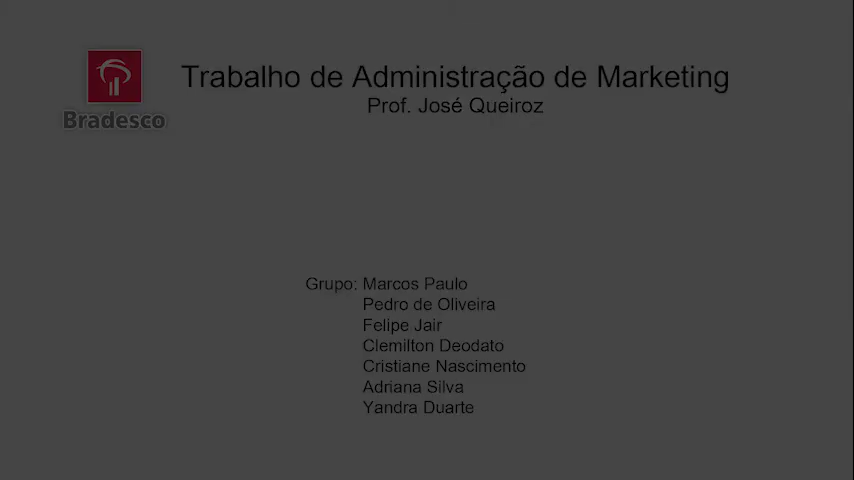 Trabalho de Administração de Marketing
Prof. José Queiroz
Bradesco
Grupo: Marcos Paulo
Pedro de Oliveira
Felipe Jair
Clemilton Deodato
Cristiane Nascimento
Adriana Silva
Yandra Duarte